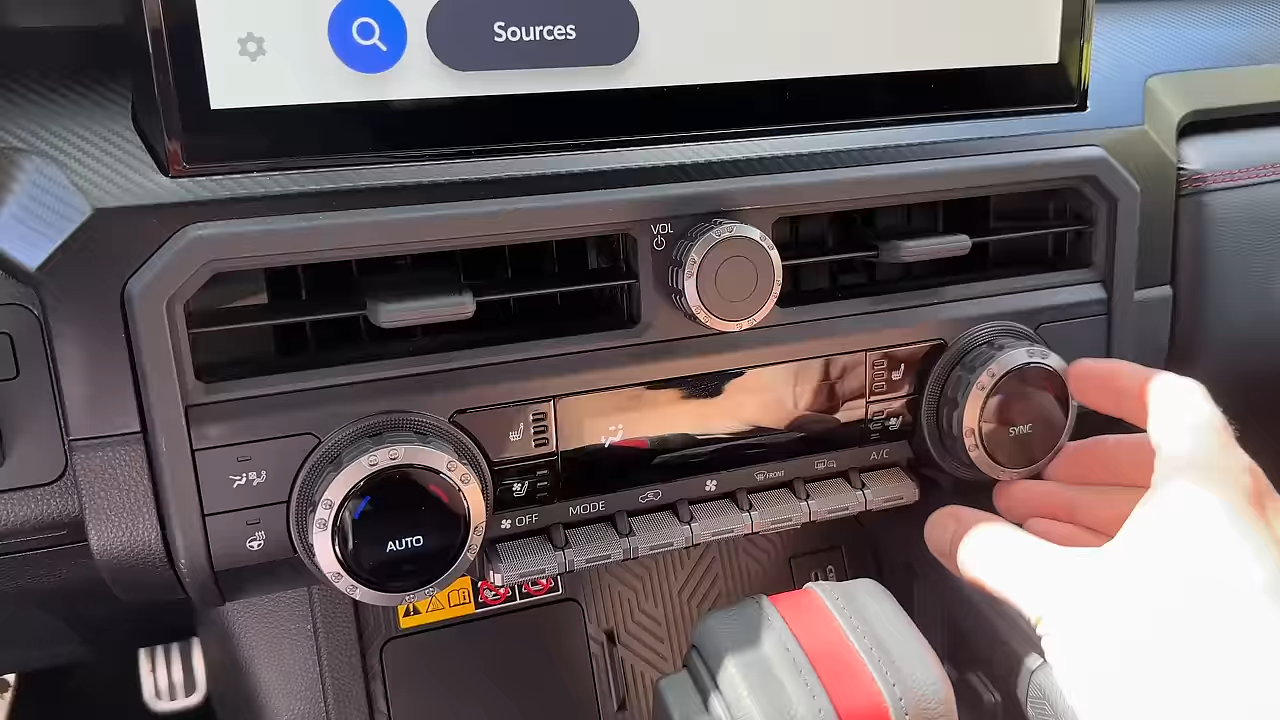 Sources
VOL
SYNC
A/C
FRONT
MODE
OFF
AUTO